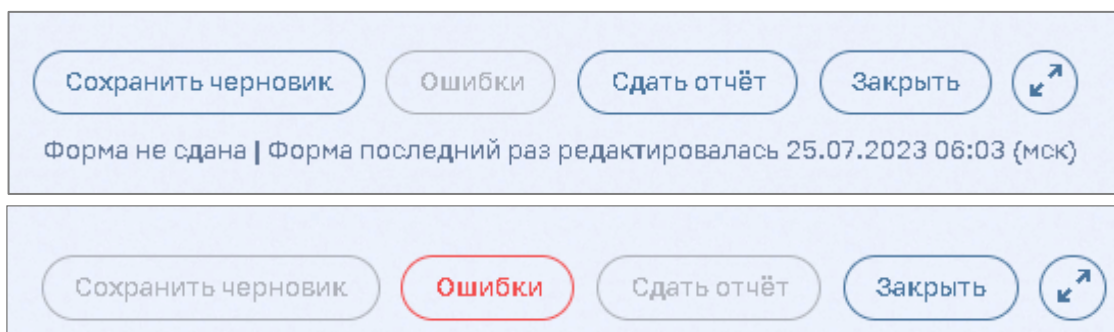 Сохранить черновик Ошибки Сдать отчёт Закрыть
Форма не сдана | Форма последний раз редактировалась 25.07.2023 06:03 (мск)
Сохранить черновик Ошибки Сдать отчёт Закрыть